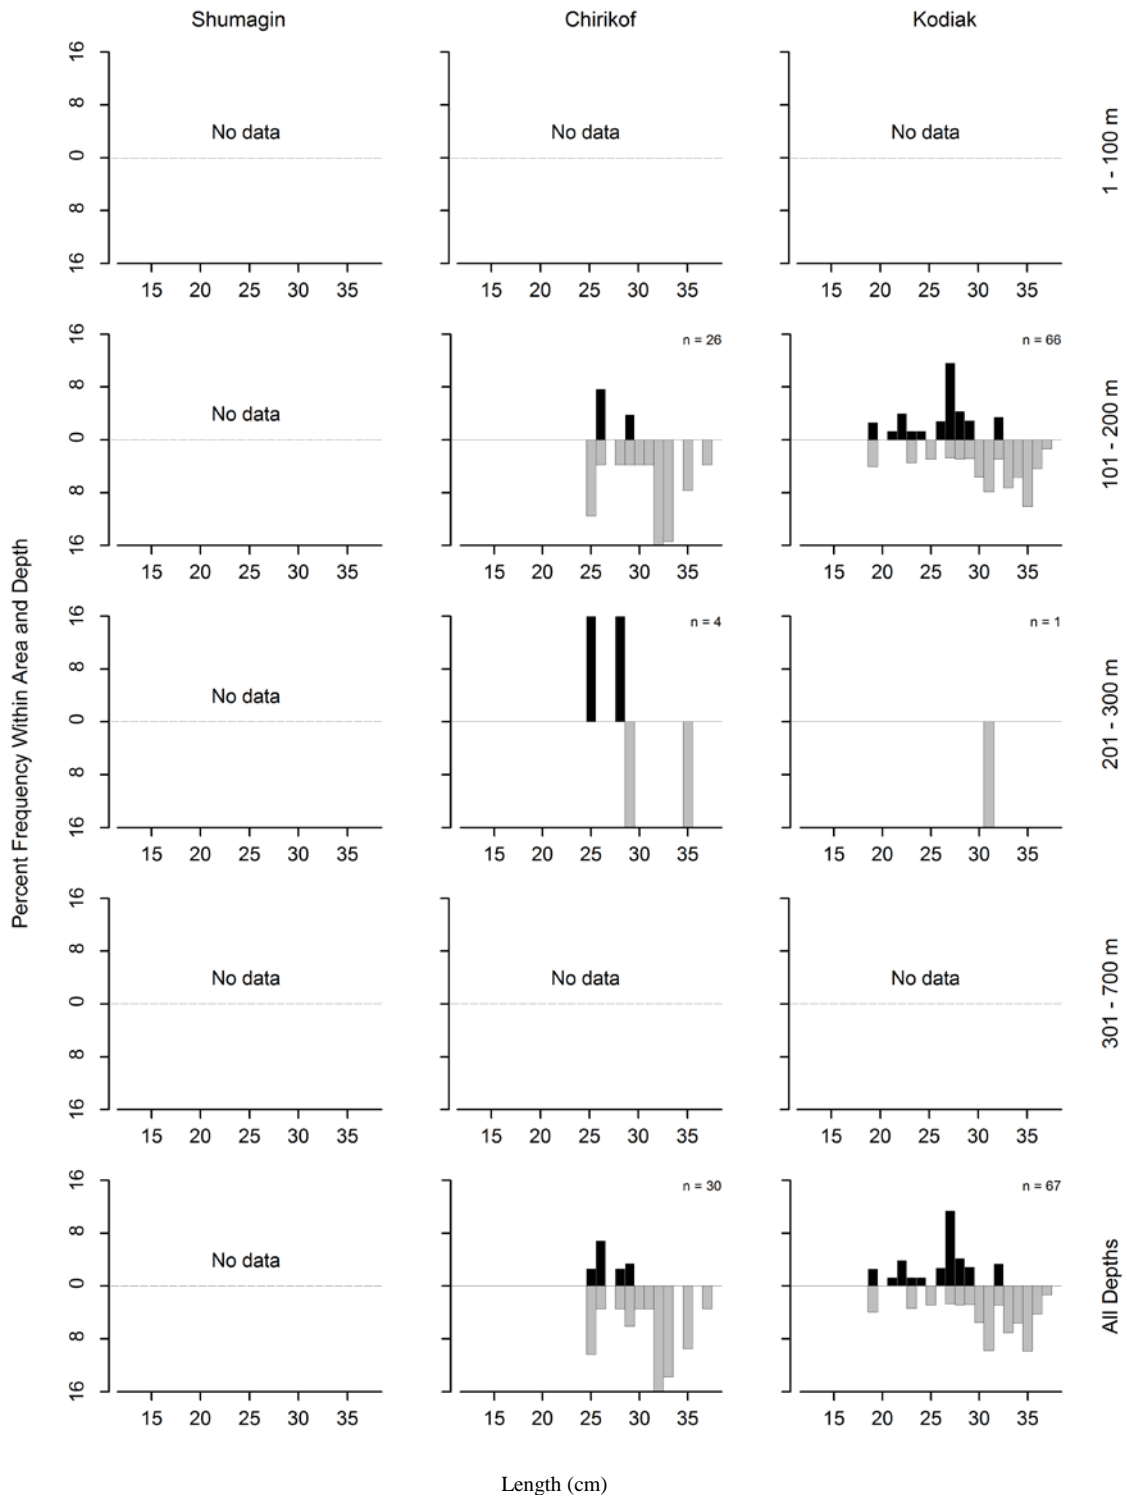 Shumagin Chirikof Kodiak
16 8 0 8 16
No data No data No data
1 - 100 m
15 20 25 30 35 15 20 25 30 35 15 20 25 30 35
16 8 0 8 16
No data n = 26 n = 66
101 - 200 m
15 20 25 30 35 15 20 25 30 35 15 20 25 30 35
Percent Frequency Within Area and Depth
16 8 0 8 16
No data n = 4 n = 1
201 - 300 m
15 20 25 30 35 15 20 25 30 35 15 20 25 30 35
16 8 0 8 16
No data No data No data
301 - 700 m
15 20 25 30 35 15 20 25 30 35 15 20 25 30 35
16 8 0 8 16
No data n = 30 n = 67
All Depths
15 20 25 30 35 15 20 25 30 35 15 20 25 30 35
Length (cm)